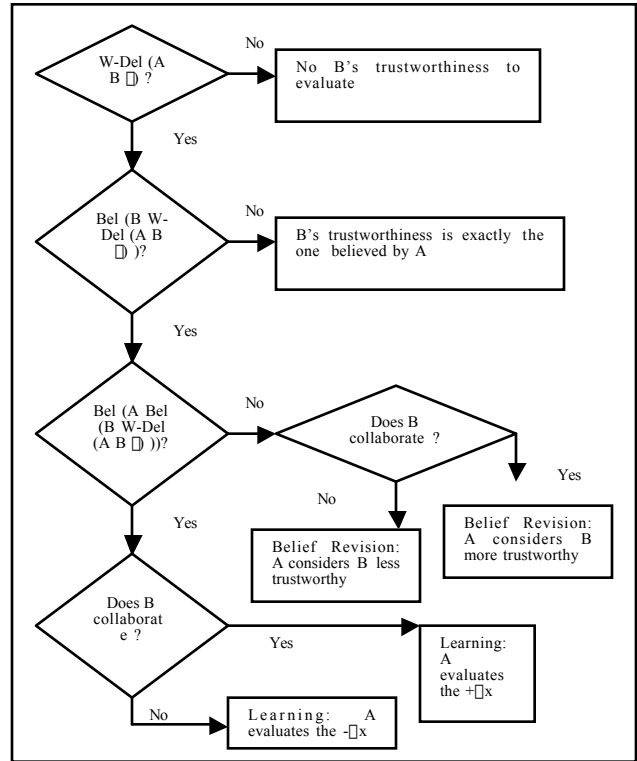 W-Del (A
B □) ?
No
No B's trustworthiness to
evaluate
Yes
Bel (B W-
Del (A B
□) )?
No
B's trustworthiness is exactly the
one believed by A
Yes
Bel (A Bel
(B W-Del
(A B □) ))?
No
Does B
collaborate ?
Yes
No
Belief Revision:
A considers B
more trustworthy
Yes
Belief Revision:
A considers B less
trustworthy
Does B
collaborat
e ?
Yes
Learning:
A
evaluates
the +□x
No
Learning: A
evaluates the -□x